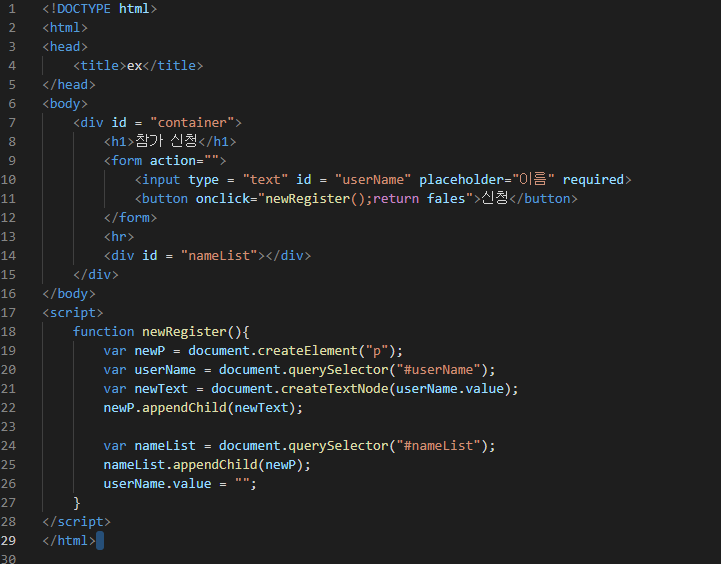 1 <!DOCTYPE html>
2 <html>
3 <head>
4     <title>ex</title>
5 </head>
6 <body>
7     <div id = "container">
8         <h1>참가 신청</h1>
9         <form action="">
10             <input type = "text" id = "userName" placeholder="이름" required>
11             <button onclick="newRegister();return fales">신청</button>
12         </form>
13         <hr>
14         <div id = "nameList"></div>
15     </div>
16 </body>
17 <script>
18     function newRegister(){
19         var newP = document.createElement("p");
20         var userName = document.querySelector("#userName");
21         var newText = document.createTextNode(userName.value);
22         newP.appendChild(newText);
23
24         var nameList = document.querySelector("#nameList");
25         nameList.appendChild(newP);
26         userName.value = "";
27     }
28 </script>
29 </html>
30